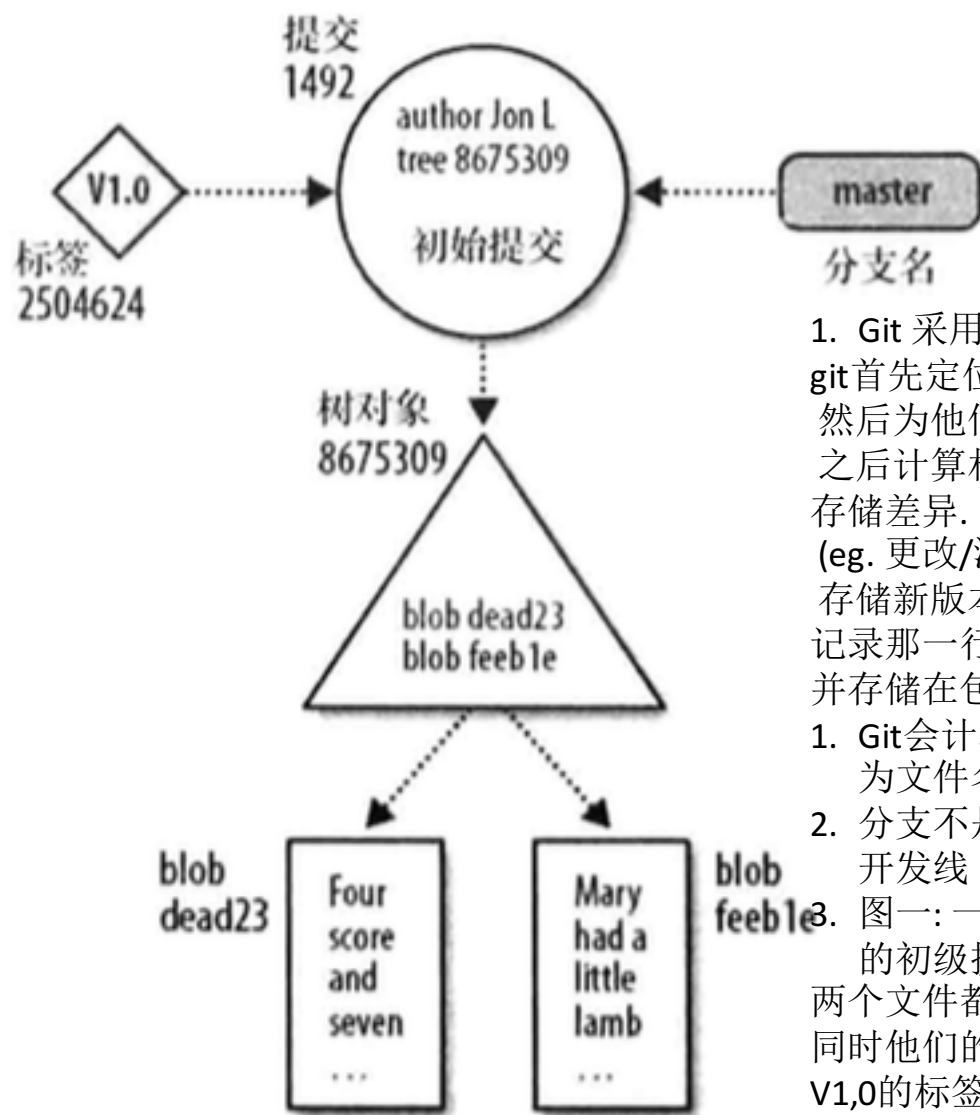 提交
1492
author Jon L
tree 8675309
初始提交
V1.0
标签
2504624
master
分支名
树对象
8675309
blob dead23
blob feeb1e
blob
dead23
Four
score
and
seven
...
Mary
had a
little
lamb
...
blob
feeb1e
1. Git 采用
git首先定位
然后为他
之后计算
存储差异.
(eg. 更改/
存储新版本
记录那一行
并存储在包
1. Git会计
为文件名
2. 分支不是
开发线
3. 图一: 一
的初级
两个文件都
同时他们的
V1,0的标签